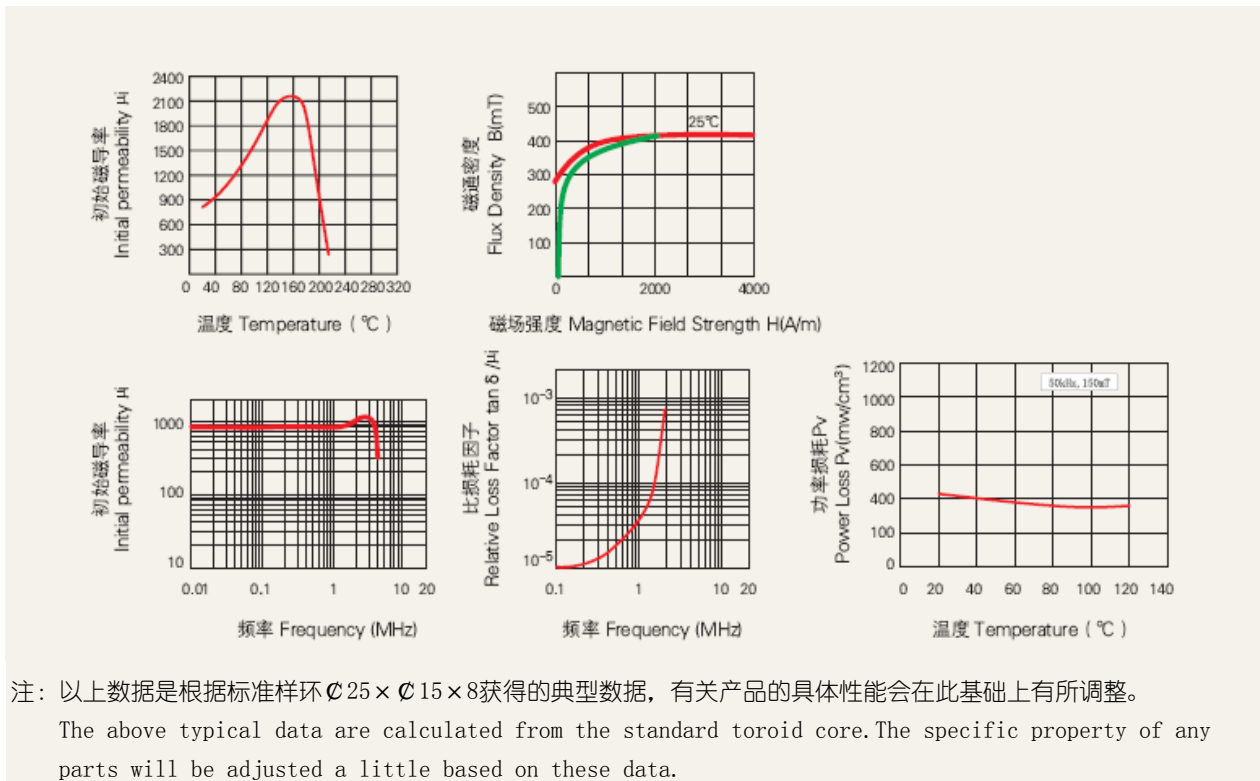 2400
2100
1800
1500
1200
900
600
300
0 40 80 120 160 200 240 280 320
初始磁导率
Initial permeability μi
温度 Temperature ( ℃ )
500
400
300
200
100
25℃
0 2000 4000
磁通密度
Flux Density B(mT)
磁场强度 Magnetic Field Strength H(A/m)
1000
100
10
0.01 0.1 1 10 20
初始磁导率
Initial permeability μi
频率 Frequency (MHz)
10⁻³
10⁻⁴
10⁻⁵
0.1 1 10 20
比损耗因子
Relative Loss Factor tan δ /μi
频率 Frequency (MHz)
1200
1000
800
600
400
100
0
50kHz, 150mT
0 20 40 60 80 100 120 140
功率损耗Pv
Power Loss Pv(mw/cm³)
温度 Temperature ( ℃ )
注: 以上数据是根据标准样环₡25×₡15×8获得的典型数据，有关产品的具体性能会在此基础上有所调整。
The above typical data are calculated from the standard toroid core.The specific property of any
parts will be adjusted a little based on these data.